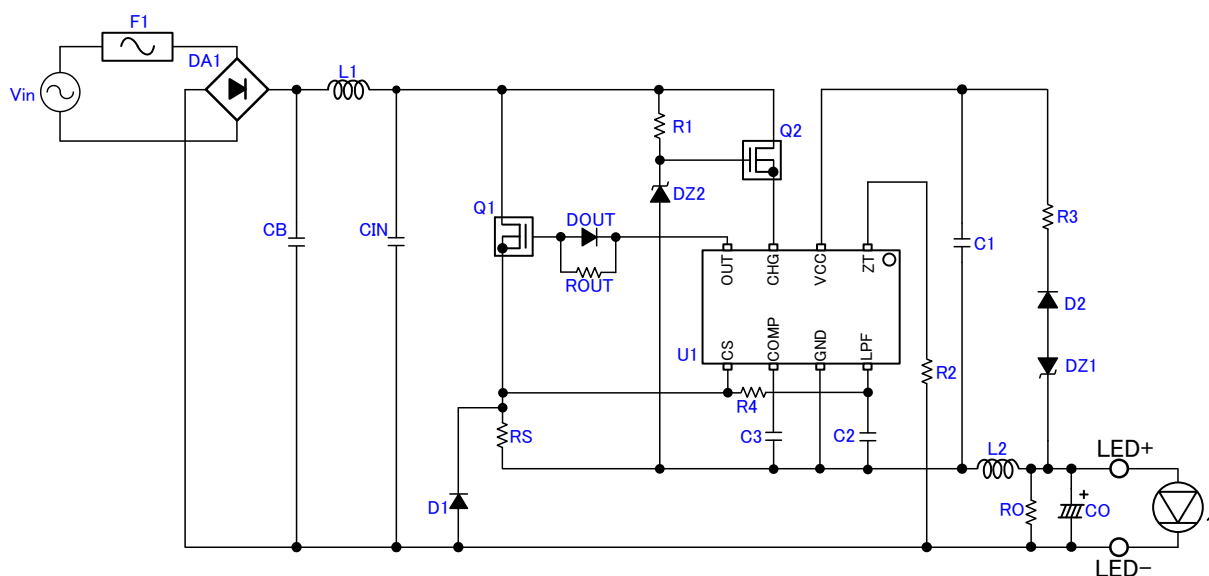 F1
DA1
Vin
L1
R1
Q2
DZ2
Q1
DOUT
ROUT
CB
CIN
OUT
CHG
VCC
ZT
C1
R3
D2
DZ1
U1
CS
COMP
GND
LPF
R2
R4
RS
C3
C2
L2
LED+
D1
RO
+
CO
LED-